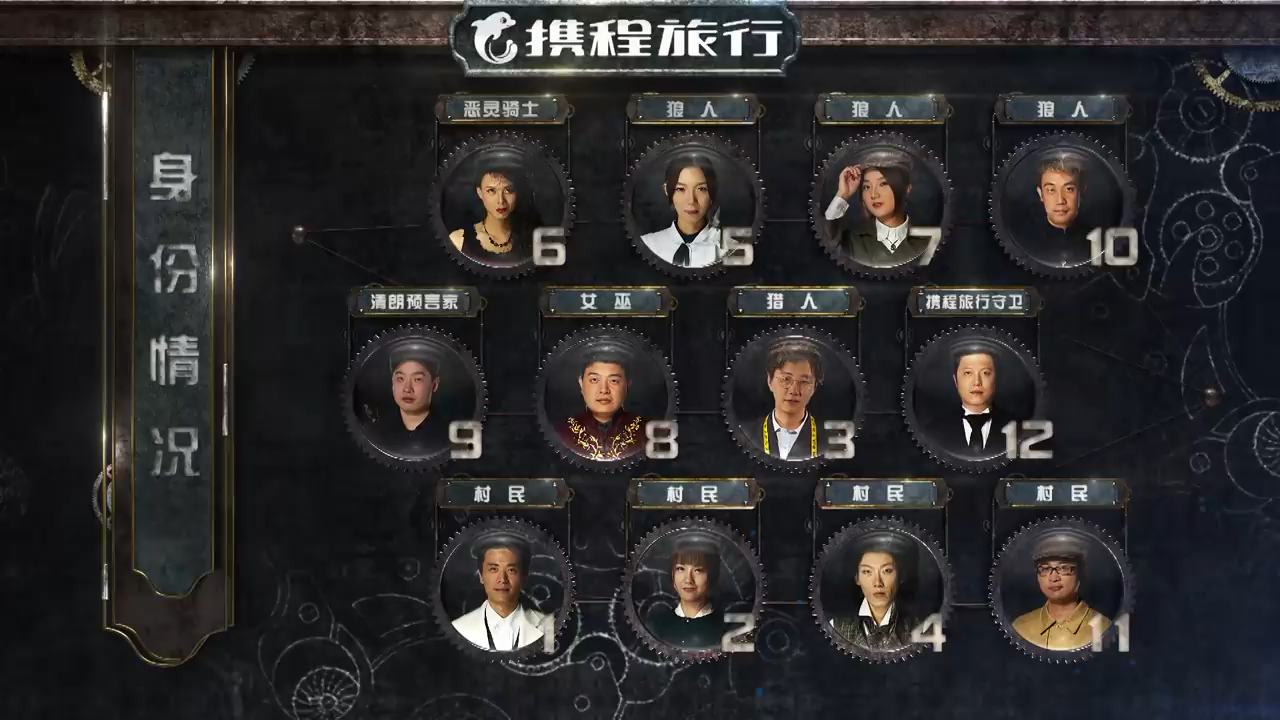 携程旅行
身份情况
恶灵骑士 狼人 狼人 狼人
6 5 7 10
清朗预言家 女巫 猎人 携程旅行守卫
9 8 3 12
村民 村民 村民 村民
1 2 4 11